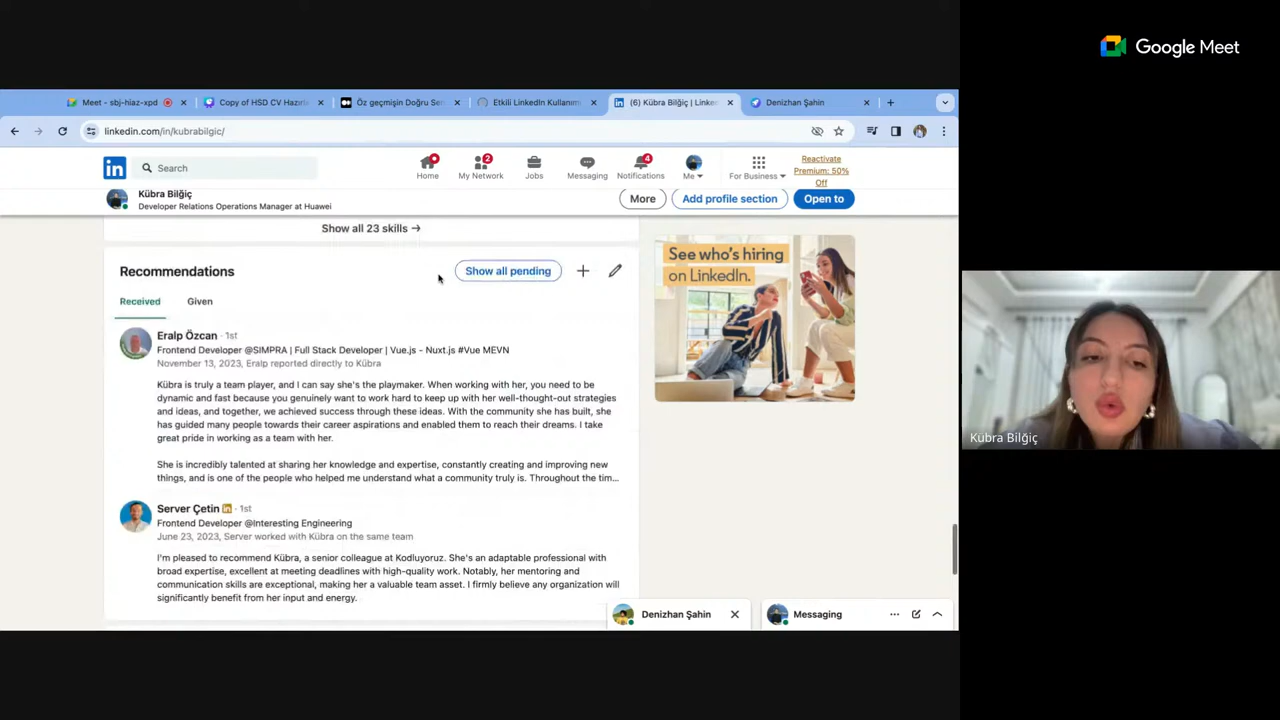 Google Meet
Meet - sbj-hiaz-xpd
Copy of HSD CV Hazırl
Öz geçmişin Doğru Sen
Etkili LinkedIn Kullanım
(6) Kübra Bilğiç | Linke
Denizhan Şahin
linkedin.com/in/kubrabilgic/
Search
Home
2
My Network
Jobs
Messaging
4
Notifications
Me
For Business
Reactivate
Premium: 50%
Off
Kübra Bilğiç
Developer Relations Operations Manager at Huawei
More
Add profile section
Open to
Show all 23 skills →
Recommendations
Show all pending
Received
Given
Eralp Özcan · 1st
Frontend Developer @SIMPRA | Full Stack Developer | Vue.js - Nuxt.js #Vue MEVN
November 13, 2023, Eralp reported directly to Kübra
Kübra is truly a team player, and I can say she's the playmaker. When working with her, you need to be
dynamic and fast because you genuinely want to work hard to keep up with her well-thought-out strategies
and ideas, and together, we achieved success through these ideas. With the community she has built, she
has guided many people towards their career aspirations and enabled them to reach their dreams. I take
great pride in working as a team with her.
She is incredibly talented at sharing her knowledge and expertise, constantly creating and improving new
things, and is one of the people who helped me understand what a community truly is. Throughout the tim...
Server Çetin · 1st
Frontend Developer @Interesting Engineering
June 23, 2023, Server worked with Kübra on the same team
I'm pleased to recommend Kübra, a senior colleague at Kodluyoruz. She's an adaptable professional with
broad expertise, excellent at meeting deadlines with high-quality work. Notably, her mentoring and
communication skills are exceptional, making her a valuable team asset. I firmly believe any organization will
significantly benefit from her input and energy.
See who's hiring
on LinkedIn.
Denizhan Şahin
Messaging
Kübra Bilğiç